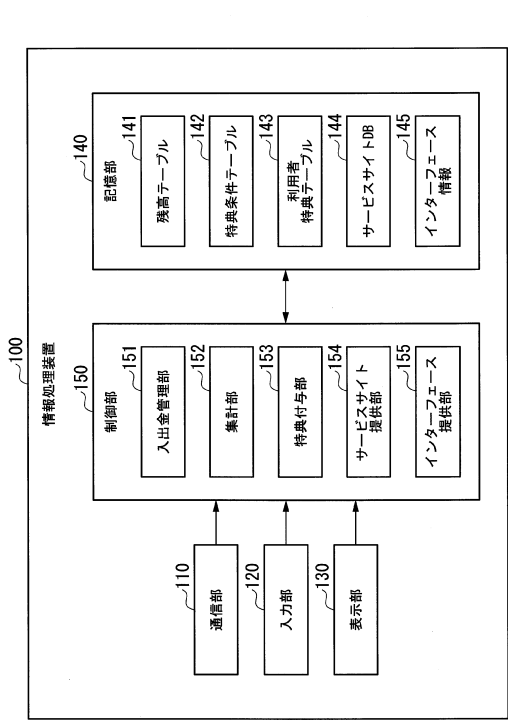 100
情報処理装置
110
通信部
120
入力部
130
表示部
150
制御部
151
入出金管理部
152
集計部
153
特典付与部
154
サービスサイト
提供部
155
インターフェース
提供部
140
記憶部
141
残高テーブル
142
特典条件テーブル
143
利用者
特典テーブル
144
サービスサイトDB
145
インターフェース
情報